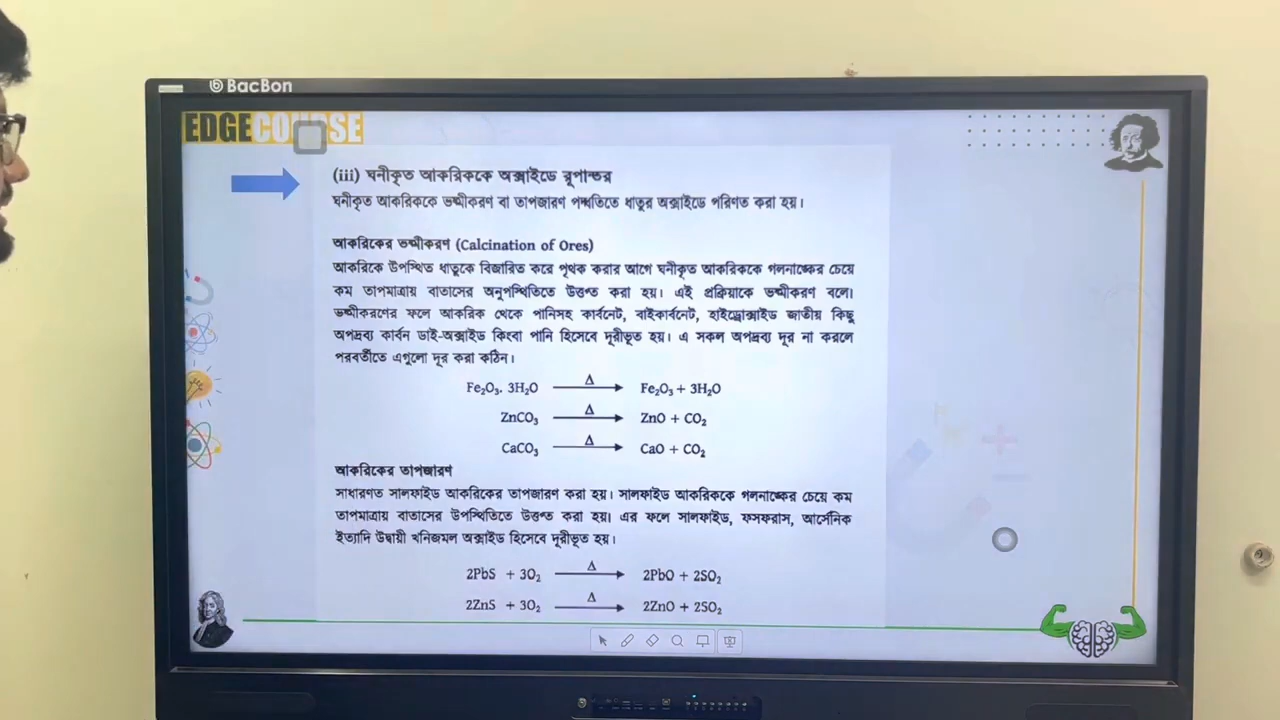 BacBon
EDGECOURSE
(iii) ঘনীকৃত আকরিককে অক্সাইডে রূপান্তর
ঘনীকৃত আকরিককে ভস্মীকরণ বা তাপজারণ পদ্ধতিতে ধাতুর অক্সাইডে পরিণত করা হয়।
আকরিকের ভস্মীকরণ (Calcination of Ores)
আকরিকে উপস্থিত ধাতুকে বিজারিত করে পৃথক করার আগে ঘনীকৃত আকরিককে গলনাঙ্কের চেয়ে
কম তাপমাত্রায় বাতাসের অনুপস্থিতিতে উত্তপ্ত করা হয়। এই প্রক্রিয়াকে ভস্মীকরণ বলে।
ভস্মীকরণের ফলে আকরিক থেকে পানিসহ কার্বনেট, বাইকার্বনেট, হাইড্রোক্সাইড জাতীয় কিছু
অপদ্রব্য কার্বন ডাই-অক্সাইড কিংবা পানি হিসেবে দূরীভূত হয়। এ সকল অপদ্রব্য দূর না করলে
পরবর্তীতে এগুলো দূর করা কঠিন।
Fe₂O₃. 3H₂O —Δ→ Fe₂O₃ + 3H₂O
ZnCO₃ —Δ→ ZnO + CO₂
CaCO₃ —Δ→ CaO + CO₂
আকরিকের তাপজারণ
সাধারণত সালফাইড আকরিকের তাপজারণ করা হয়। সালফাইড আকরিককে গলনাঙ্কের চেয়ে কম
তাপমাত্রায় বাতাসের উপস্থিতিতে উত্তপ্ত করা হয়। এর ফলে সালফাইড, ফসফরাস, আর্সেনিক
ইত্যাদি উদ্বায়ী খনিজমল অক্সাইড হিসেবে দূরীভূত হয়।
2PbS + 3O₂ —Δ→ 2PbO + 2SO₂
2ZnS + 3O₂ —Δ→ 2ZnO + 2SO₂